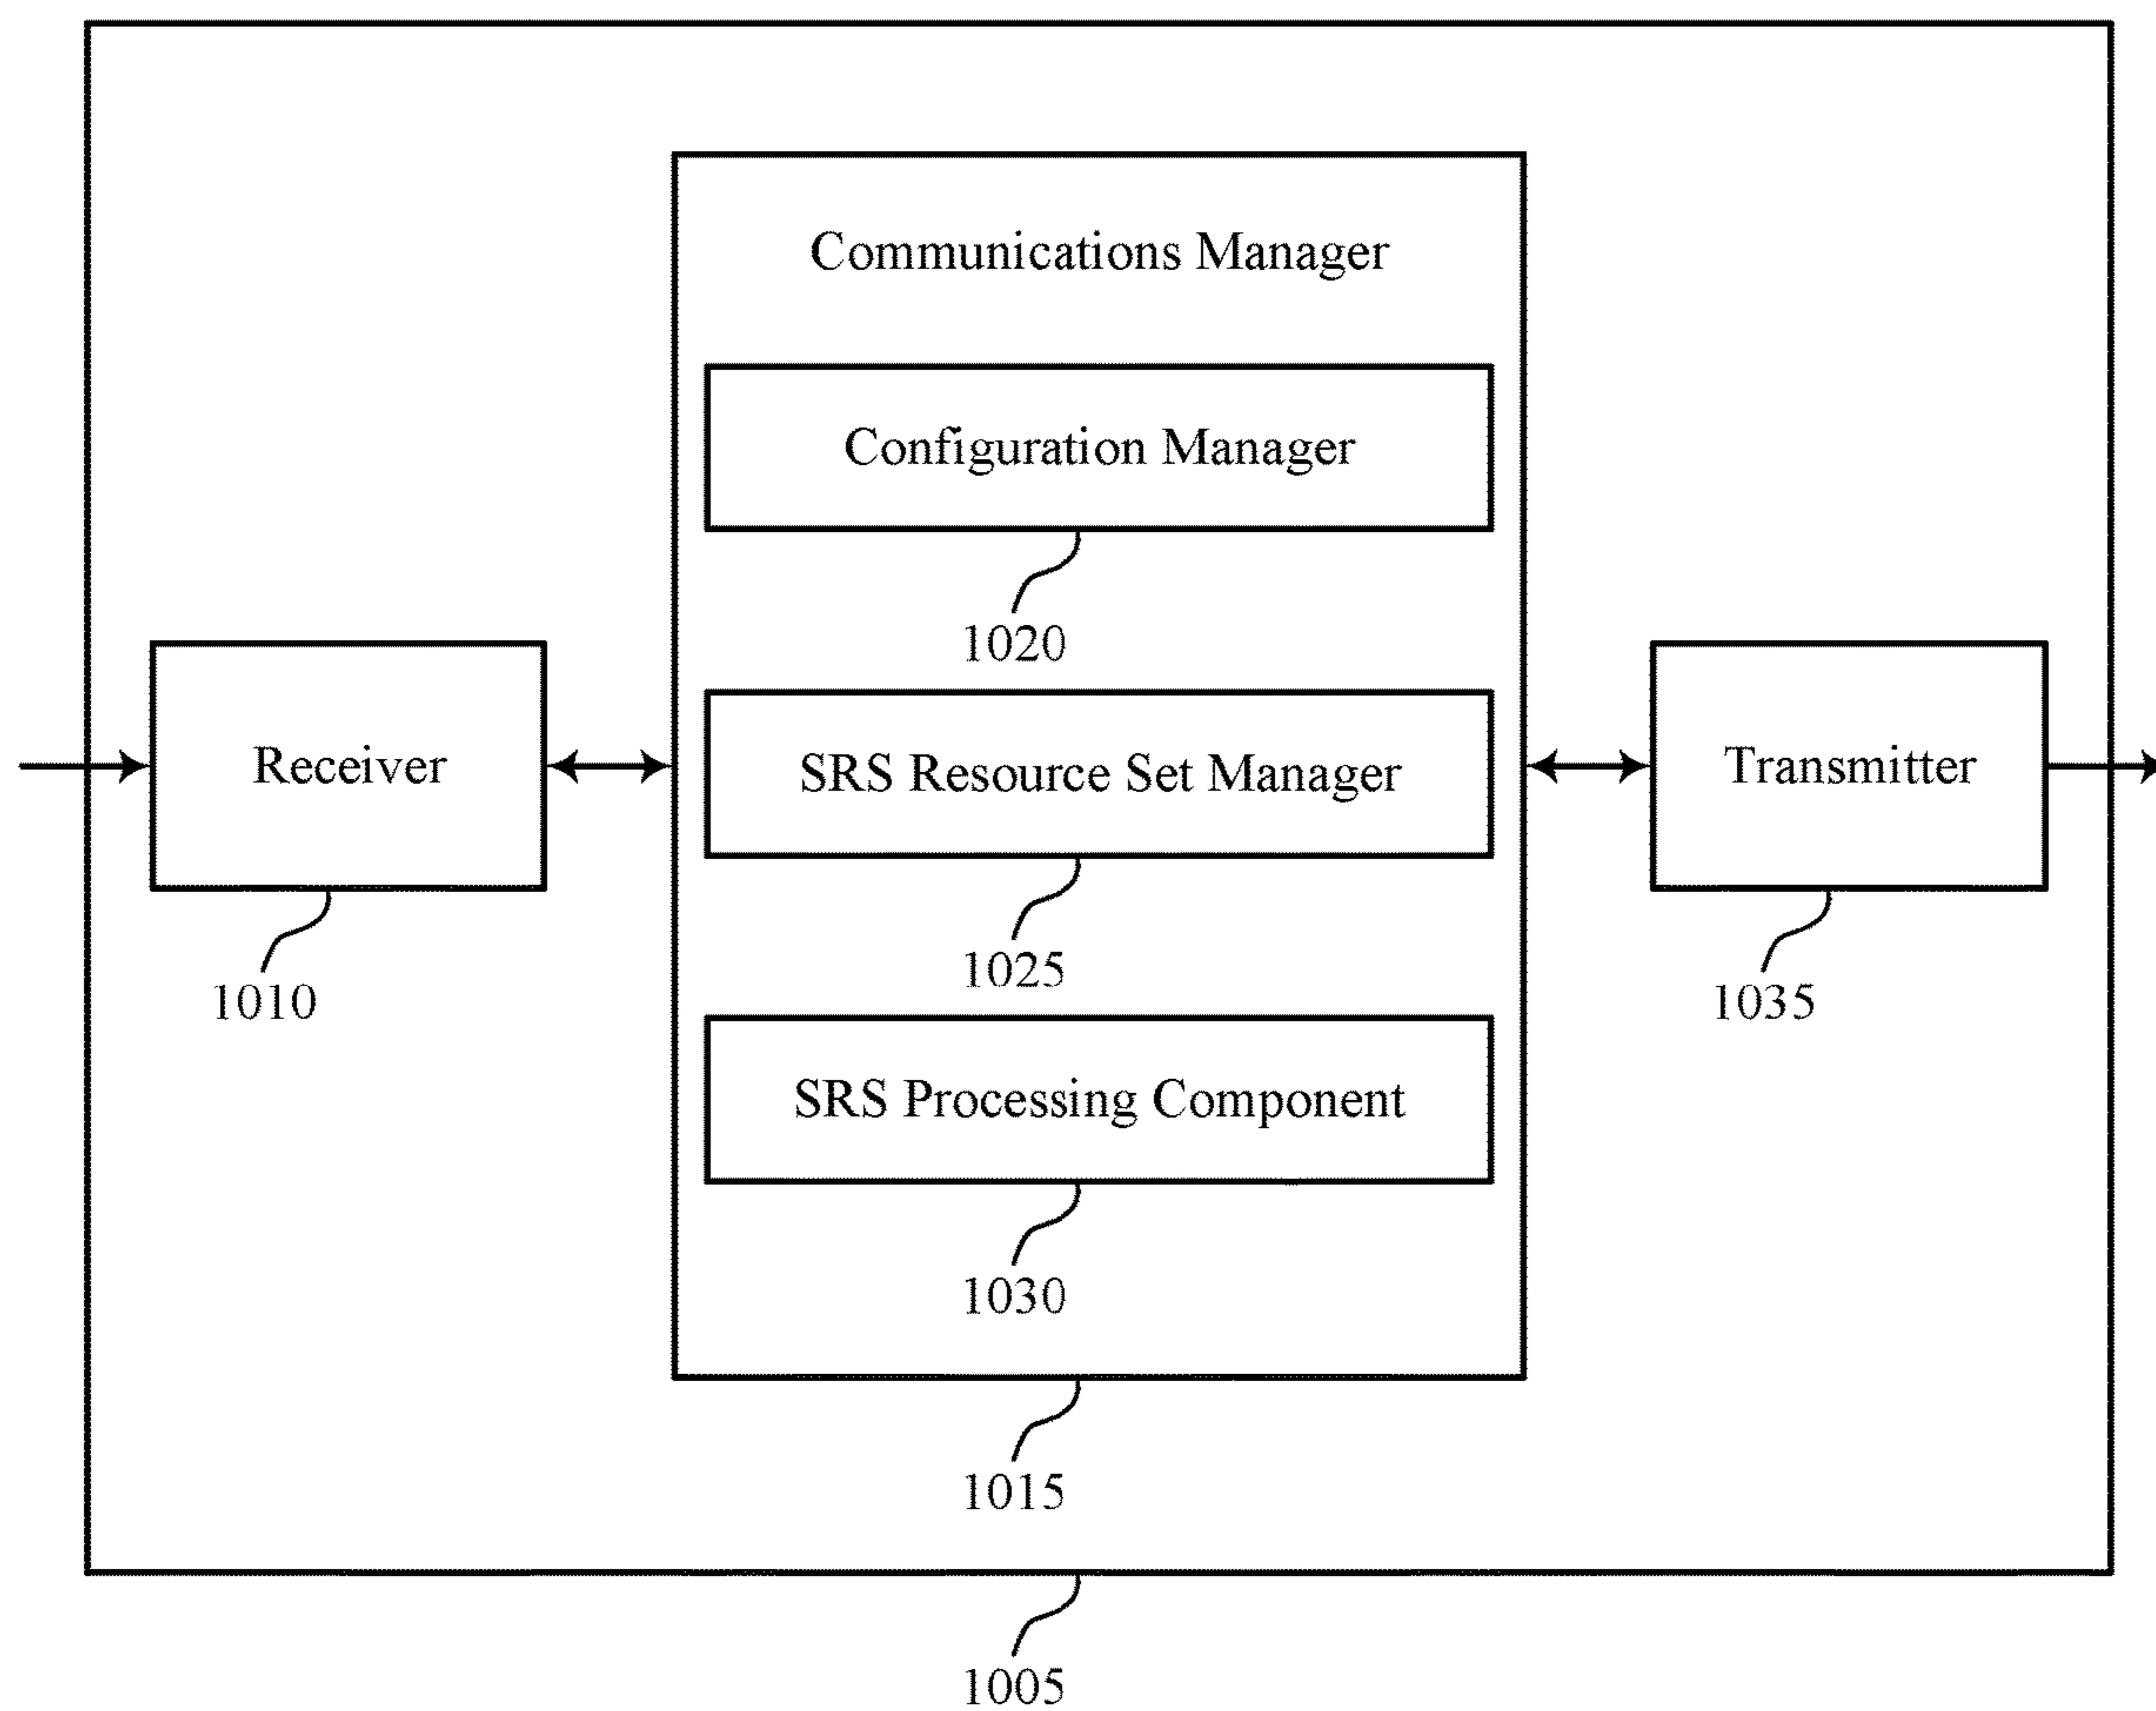 Communications Manager
Configuration Manager
1020
Receiver
1010
SRS Resource Set Manager
1025
Transmitter
1035
SRS Processing Component
1030
1015
1005